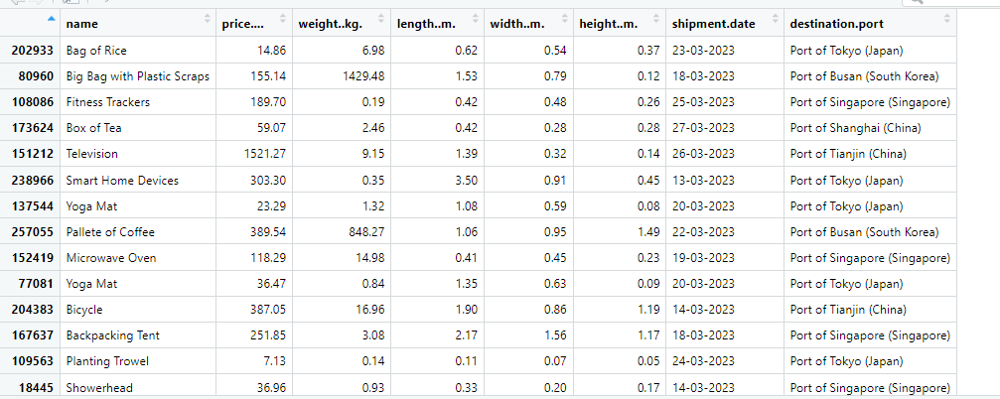 name price.... weight..kg. length..m. width..m. height..m. shipment.date destination.port
202933 Bag of Rice 14.86 6.98 0.62 0.54 0.37 23-03-2023 Port of Tokyo (Japan)
80960 Big Bag with Plastic Scraps 155.14 1429.48 1.53 0.79 0.12 18-03-2023 Port of Busan (South Korea)
108086 Fitness Trackers 189.70 0.19 0.42 0.48 0.26 25-03-2023 Port of Singapore (Singapore)
173624 Box of Tea 59.07 2.46 0.42 0.28 0.28 27-03-2023 Port of Shanghai (China)
151212 Television 1521.27 9.15 1.39 0.32 0.14 26-03-2023 Port of Tianjin (China)
238966 Smart Home Devices 303.30 0.35 3.50 0.91 0.45 13-03-2023 Port of Tokyo (Japan)
137544 Yoga Mat 23.29 1.32 1.08 0.59 0.08 20-03-2023 Port of Tokyo (Japan)
257055 Pallete of Coffee 389.54 848.27 1.06 0.95 1.49 22-03-2023 Port of Busan (South Korea)
152419 Microwave Oven 118.29 14.98 0.41 0.45 0.23 19-03-2023 Port of Singapore (Singapore)
77081 Yoga Mat 36.47 0.84 1.35 0.63 0.09 20-03-2023 Port of Tokyo (Japan)
204383 Bicycle 387.05 16.96 1.90 0.86 1.19 14-03-2023 Port of Tianjin (China)
167637 Backpacking Tent 251.85 3.08 2.17 1.56 1.17 18-03-2023 Port of Singapore (Singapore)
109563 Planting Trowel 7.13 0.14 0.11 0.07 0.05 24-03-2023 Port of Tokyo (Japan)
18445 Showerhead 36.96 0.93 0.33 0.20 0.17 14-03-2023 Port of Singapore (Singapore)